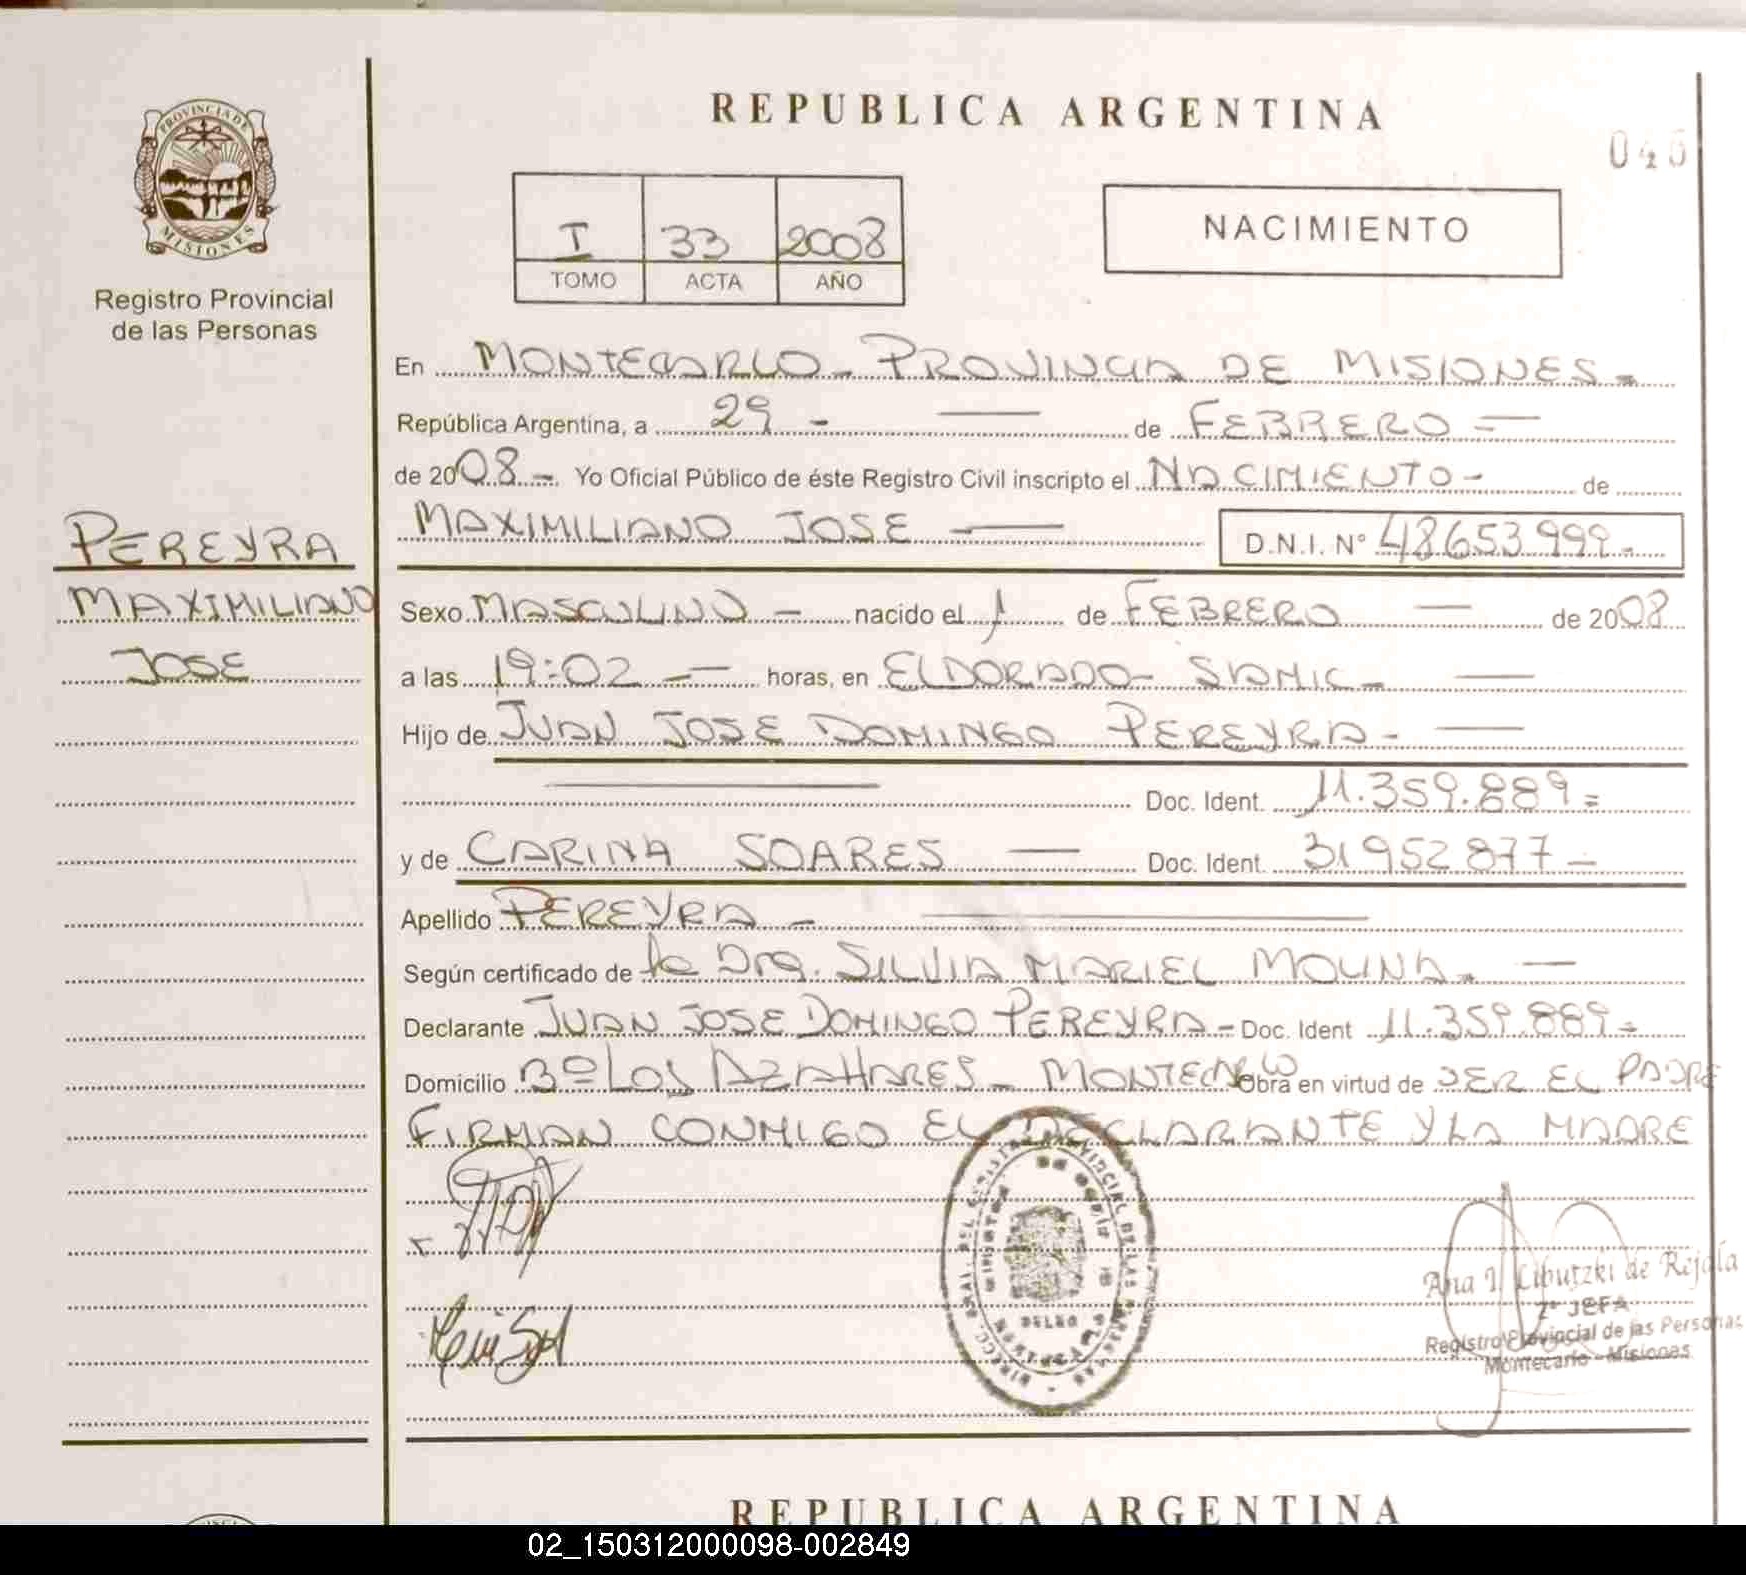 REPUBLICA ARGENTINA
PROVINCIA DE
MISIONES
Registro Provincial
de las Personas
I 33 2008
TOMO ACTA AÑO
NACIMIENTO
PEREYRA
MAXIMILIANO
JOSE
En MONTECARLO - PROVINCIA DE MISIONES -
República Argentina, a 29 - de FEBRERO =
de 2008 - Yo Oficial Público de éste Registro Civil inscripto el NACIMIENTO - de
MAXIMILIANO JOSE — D.N.I. N° 48653999 -
Sexo MASCULINO - nacido el 1 de FEBRERO — de 2008
a las 19:02 - horas, en ELDORADO - SAMIC -
Hijo de JUAN JOSE DOMINGO PEREYRA -
Doc. Ident. 11.359.889 =
y de CARINA SOARES — Doc. Ident. 31952877 -
Apellido PEREYRA -
Según certificado de la Dra. SILVIA MARIEL MOLINA. —
Declarante JUAN JOSE DOMINGO PEREYRA - Doc. Ident 11.359.889 =
Domicilio Bº LOS AZAHARES - MONTECARLO Obra en virtud de SER EL PADRE
FIRMAN CONMIGO EL DECLARANTE Y LA MADRE
Ana I. Libutzki de Rejala
2ª JEFA
Registro Provincial de las Personas
Montecarlo - Misiones
REPUBLICA ARGENTINA
02_150312000098-002849